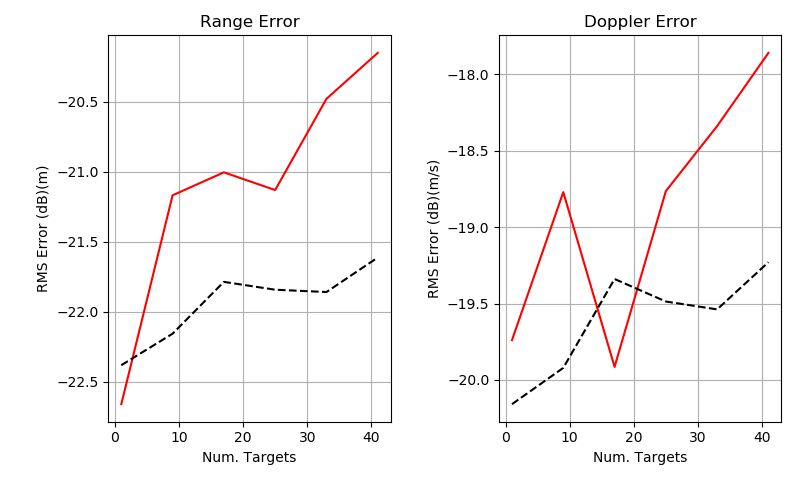 Range Error
Doppler Error
RMS Error (dB)(m)
−20.5
−21.0
−21.5
−22.0
−22.5
0 10 20 30 40
Num. Targets
RMS Error (dB)(m/s)
−18.0
−18.5
−19.0
−19.5
−20.0
0 10 20 30 40
Num. Targets